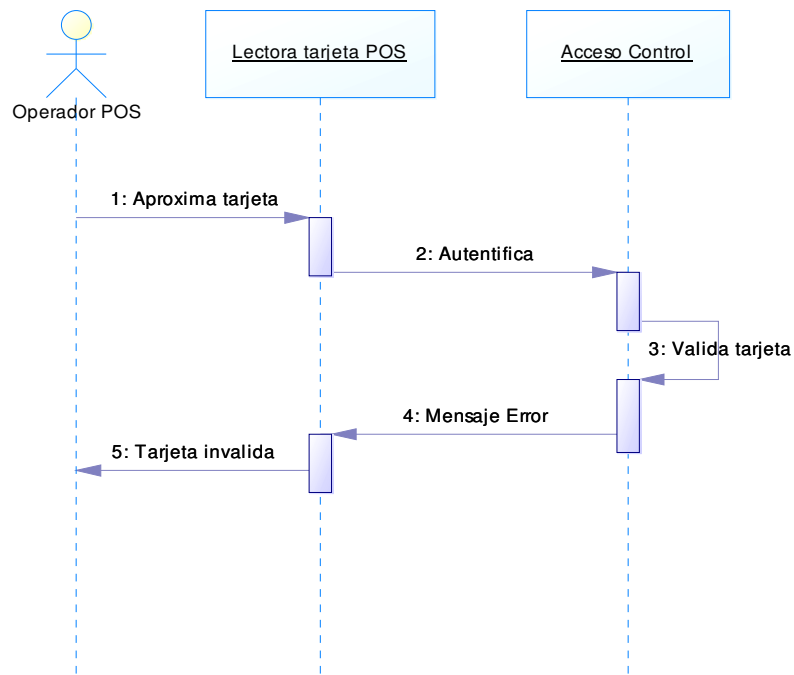 Lectora tarjeta POS
Acceso Control
Operador POS
1: Aproxima tarjeta
2: Autentifica
3: Valida tarjeta
4: Mensaje Error
5: Tarjeta invalida